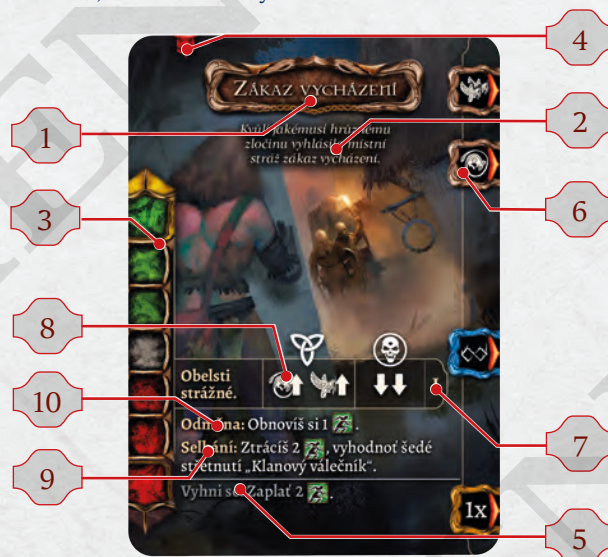 4
ZÁKAZ VYCHÁZENÍ
1
Kvůli jakémusi hrůznému
zločinu vyhlásila místní
stráž zákaz vycházení.
2
6
3
8
Obelsti
strážné.
10
Odměna: Obnovíš si 1
7
Selhání: Ztrácíš 2 , vyhodnoť šedé
střetnutí „Klanový válečník“.
9
Vyhni se: Zaplať 2 .
1x
5